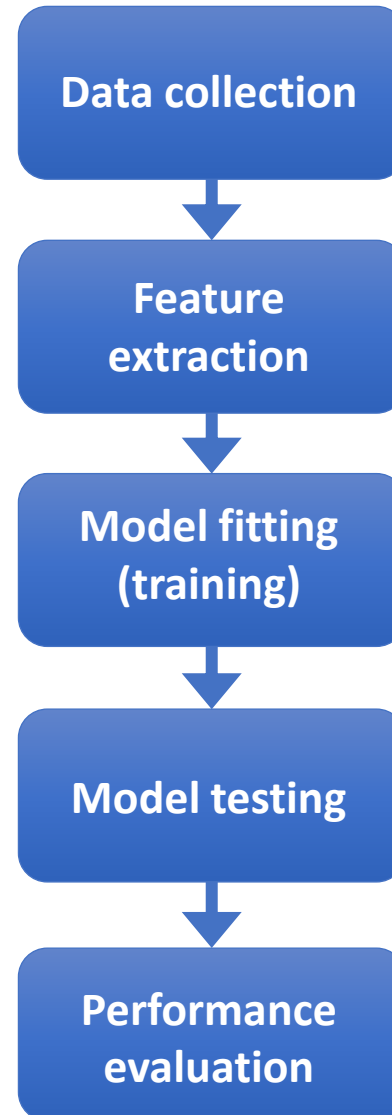 Data collection
Feature
extraction
Model fitting
(training)
Model testing
Performance
evaluation